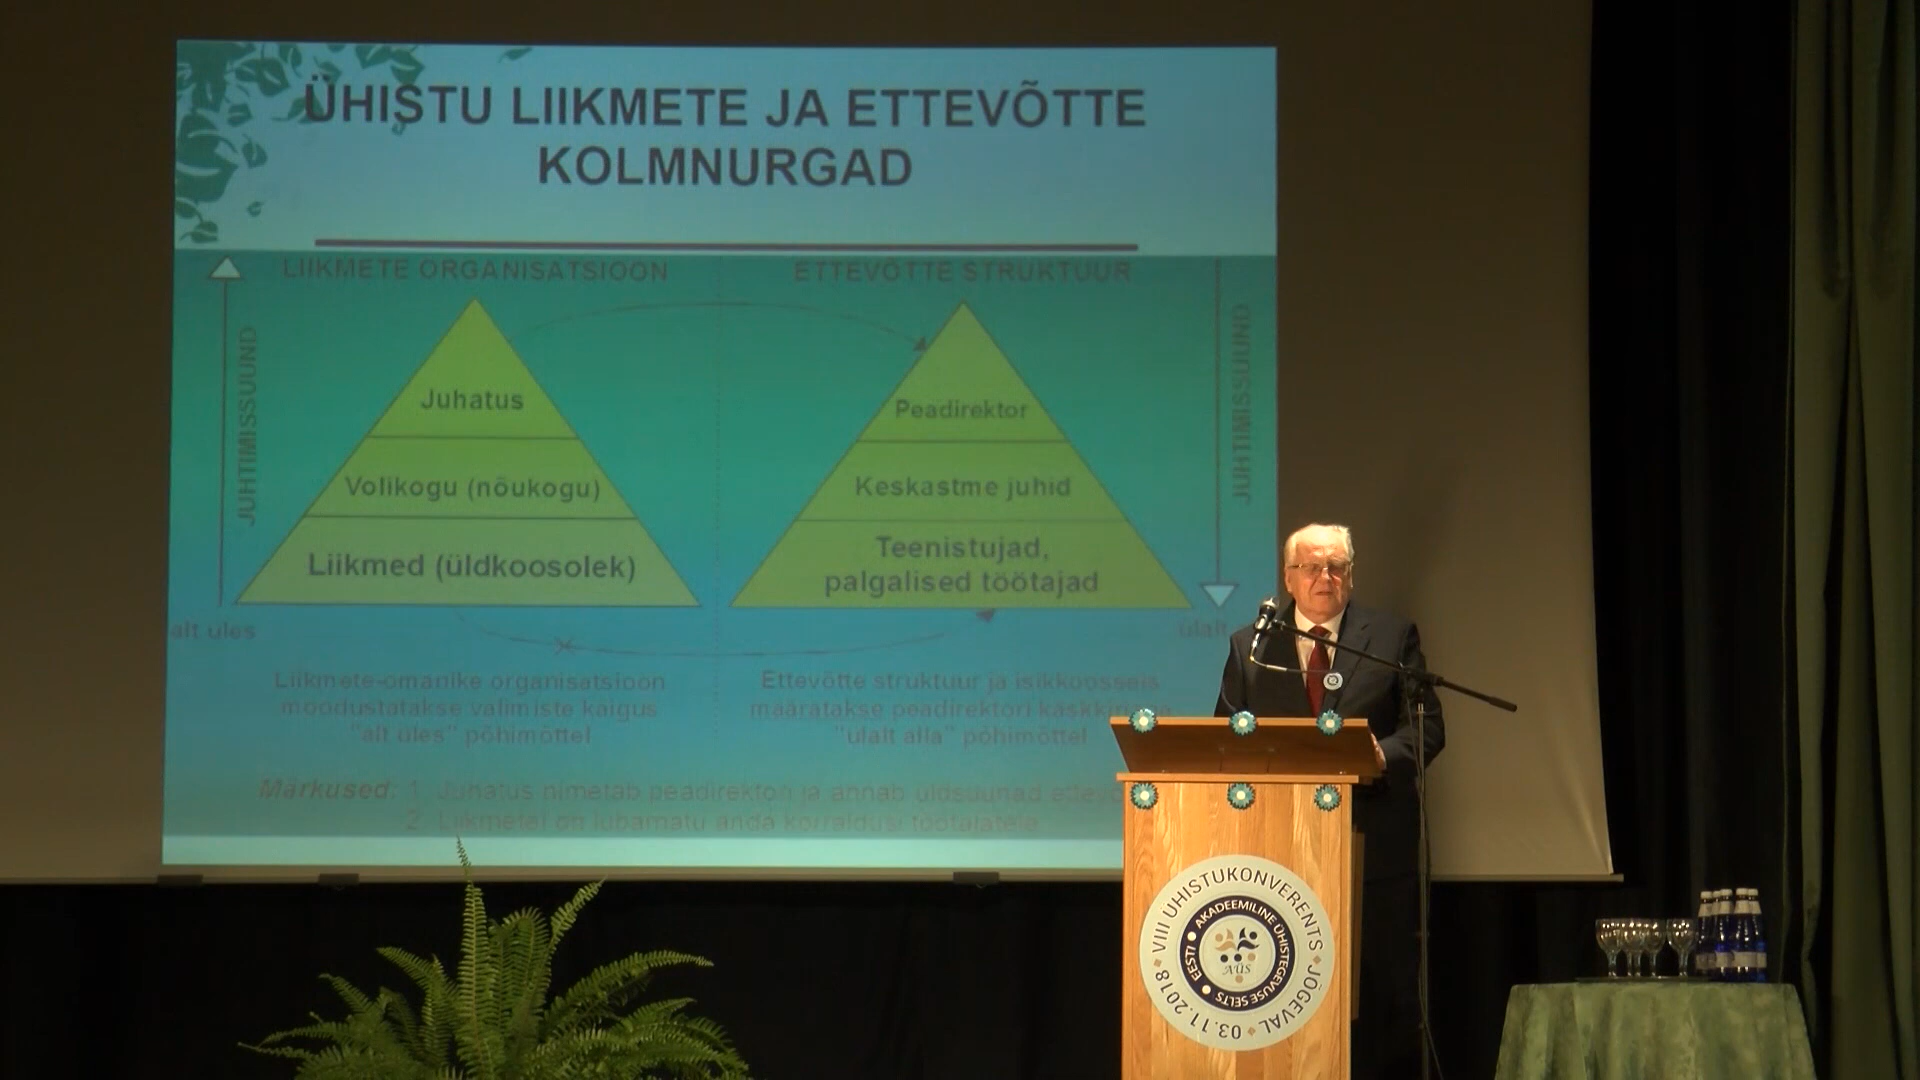 ÜHISTU LIIKMETE JA ETTEVÕTTE
KOLMNURGAD
LIIKMETE ORGANISATSIOON
ETTEVÕTTE STRUKTUUR
JUHTIMISSUUND
Juhatus
Volikogu (nõukogu)
Liikmed (üldkoosolek)
Peadirektor
Keskastme juhid
Teenistujad,
palgalised töötajad
JUHTIMISSUUND
alt üles
ülalt
Liikmete-omanike organisatsioon
moodustatakse valimiste käigus
"alt üles" põhimõttel
Ettevõtte struktuur ja isikkoosseis
määratakse peadirektori
"ülalt alla" põhimõttel
Märkused: 1. Juhatus nimetab peadirektori ja annab üldsuunad
2. Liikmetel on lubamatu anda korraldusi töötajatele
VIII ÜHISTUKONVERENTS JÕGEVAL 03.11.2018
EESTI AKADEEMILINE ÜHISTEGEVUSE SELTS
AÜS